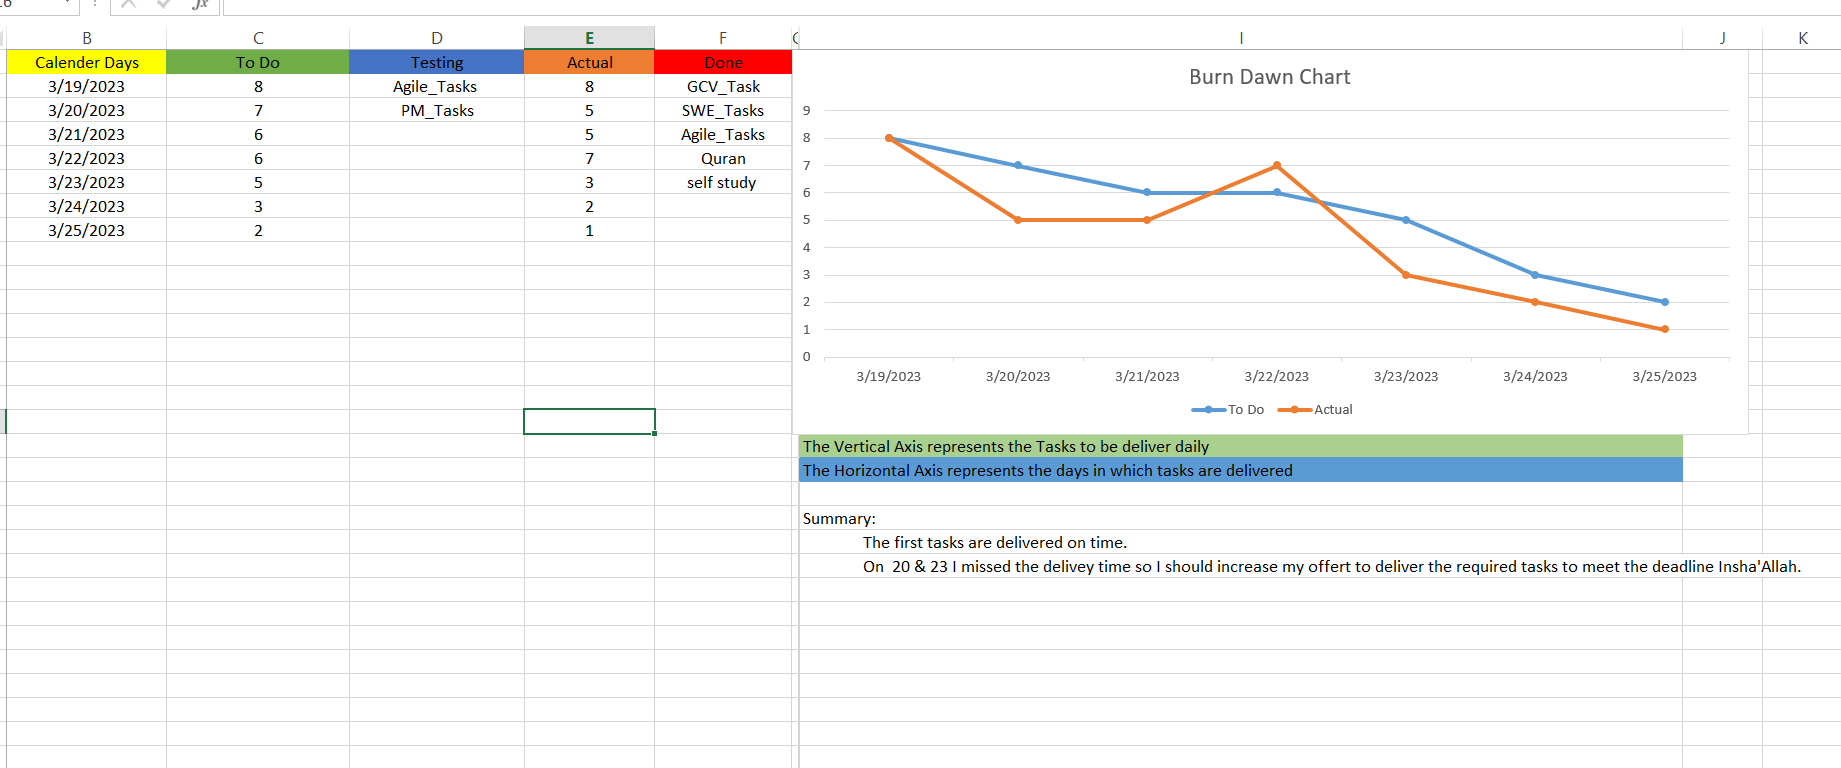 B C D E F I J K
Calender Days To Do Testing Actual Done
3/19/2023 8 Agile_Tasks 8 GCV_Task
3/20/2023 7 PM_Tasks 5 SWE_Tasks
3/21/2023 6 5 Agile_Tasks
3/22/2023 6 7 Quran
3/23/2023 5 3 self study
3/24/2023 3 2
3/25/2023 2 1
Burn Dawn Chart
9
8
7
6
5
4
3
2
1
0
3/19/2023 3/20/2023 3/21/2023 3/22/2023 3/23/2023 3/24/2023 3/25/2023
To Do Actual
The Vertical Axis represents the Tasks to be deliver daily
The Horizontal Axis represents the days in which tasks are delivered
Summary:
The first tasks are delivered on time.
On 20 & 23 I missed the delivey time so I should increase my offert to deliver the required tasks to meet the deadline Insha'Allah.